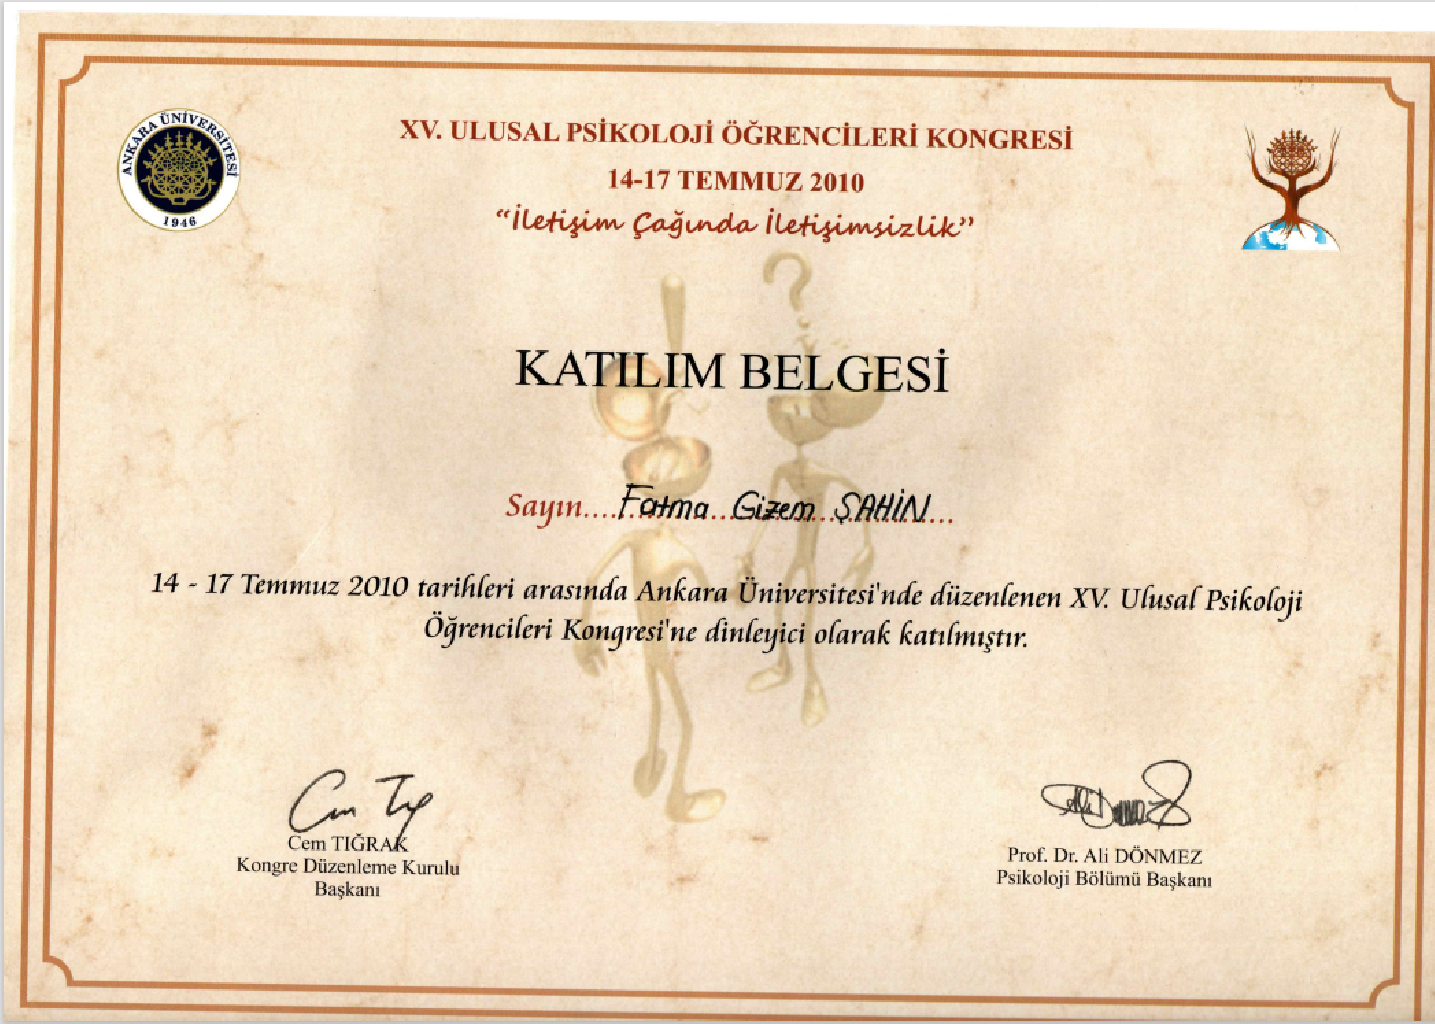 ANKARA ÜNİVERSİTESİ
1946
XV. ULUSAL PSİKOLOJİ ÖĞRENCİLERİ KONGRESİ
14-17 TEMMUZ 2010
“İletişim Çağında İletişimsizlik”
KATILIM BELGESİ
Sayın....Fatma Gizem ŞAHİN...
14 - 17 Temmuz 2010 tarihleri arasında Ankara Üniversitesi'nde düzenlenen XV. Ulusal Psikoloji
Öğrencileri Kongresi'ne dinleyici olarak katılmıştır.
Cem TIĞRAK
Kongre Düzenleme Kurulu
Başkanı
Prof. Dr. Ali DÖNMEZ
Psikoloji Bölümü Başkanı